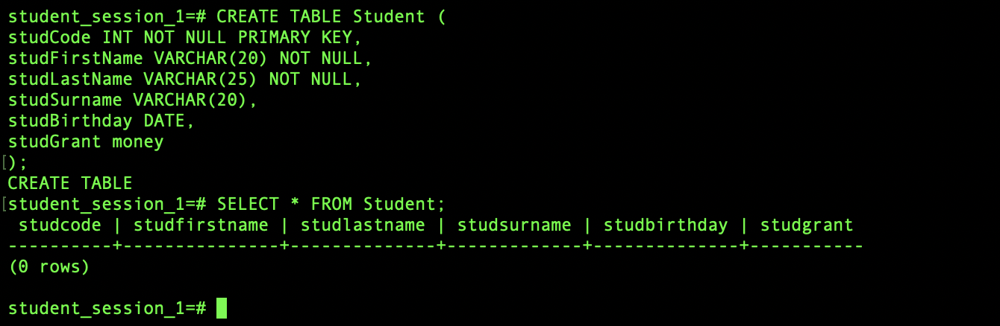 student_session_1=# CREATE TABLE Student (
studCode INT NOT NULL PRIMARY KEY,
studFirstName VARCHAR(20) NOT NULL,
studLastName VARCHAR(25) NOT NULL,
studSurname VARCHAR(20),
studBirthday DATE,
studGrant money
[);
CREATE TABLE
[student_session_1=# SELECT * FROM Student;
 studcode | studfirstname | studlastname | studsurname | studbirthday | studgrant
----------+---------------+--------------+-------------+--------------+-----------
(0 rows)
student_session_1=#